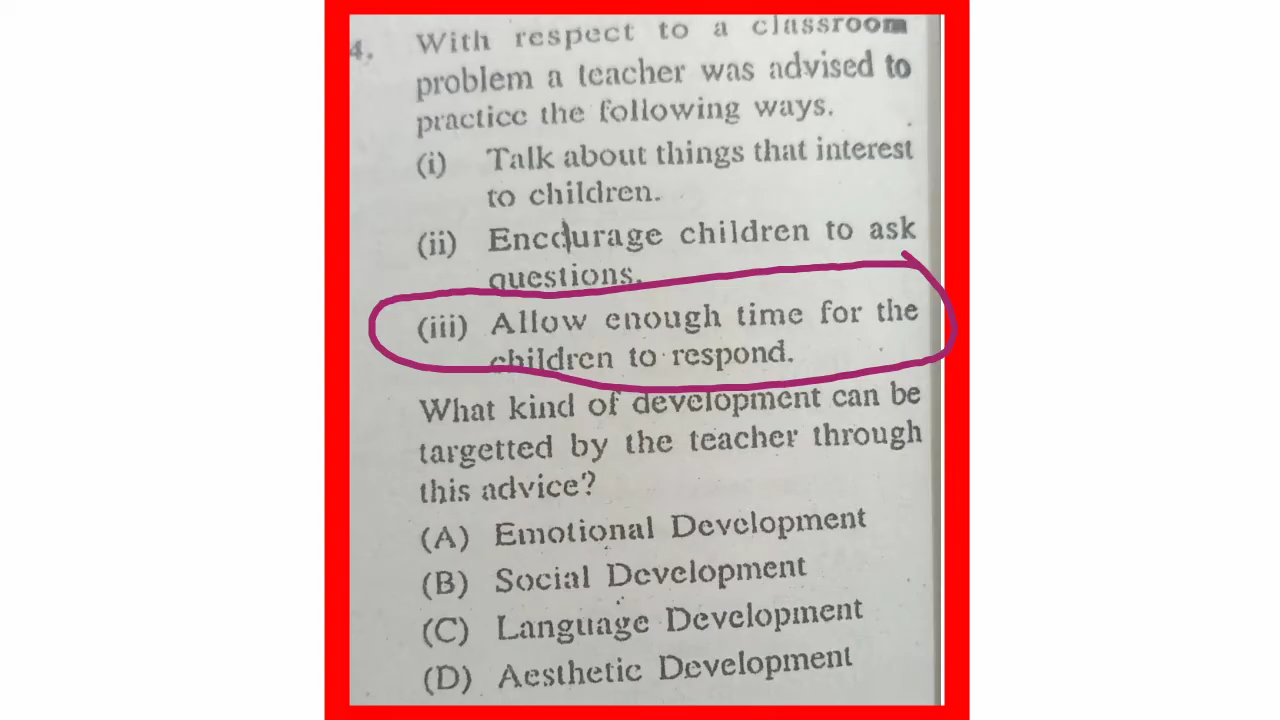 4. With respect to a classroom
problem a teacher was advised to
practice the following ways.
(i) Talk about things that interest
to children.
(ii) Encourage children to ask
questions.
(iii) Allow enough time for the
children to respond.
What kind of development can be
targetted by the teacher through
this advice?
(A) Emotional Development
(B) Social Development
(C) Language Development
(D) Aesthetic Development